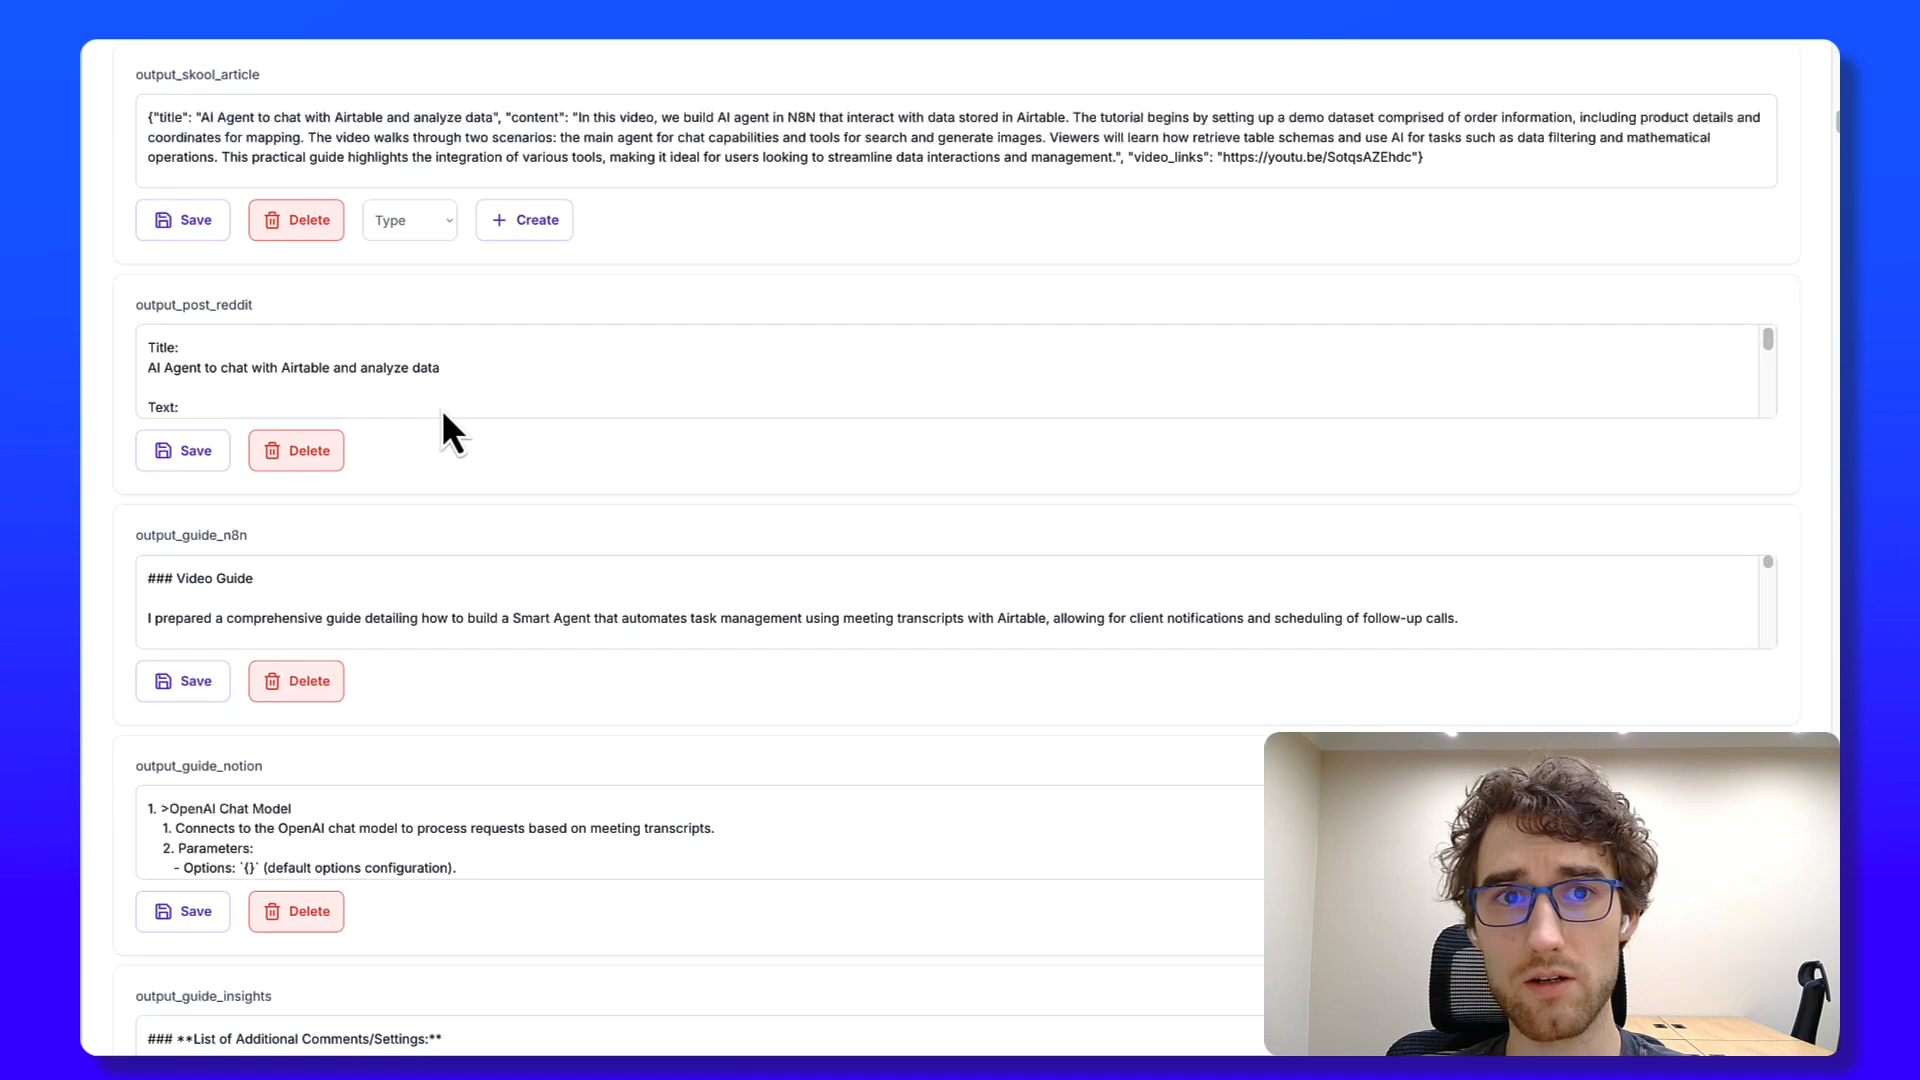 output_skool_article
{"title": "AI Agent to chat with Airtable and analyze data", "content": "In this video, we build AI agent in N8N that interact with data stored in Airtable. The tutorial begins by setting up a demo dataset comprised of order information, including product details and
coordinates for mapping. The video walks through two scenarios: the main agent for chat capabilities and tools for search and generate images. Viewers will learn how retrieve table schemas and use AI for tasks such as data filtering and mathematical
operations. This practical guide highlights the integration of various tools, making it ideal for users looking to streamline data interactions and management.", "video_links": "https://youtu.be/SotqsAZEhdc"}
Save Delete Type Create
output_post_reddit
Title:
AI Agent to chat with Airtable and analyze data
Text:
Save Delete
output_guide_n8n
### Video Guide
I prepared a comprehensive guide detailing how to build a Smart Agent that automates task management using meeting transcripts with Airtable, allowing for client notifications and scheduling of follow-up calls.
Save Delete
output_guide_notion
1. >OpenAI Chat Model
1. Connects to the OpenAI chat model to process requests based on meeting transcripts.
2. Parameters:
- Options: `{}` (default options configuration).
Save Delete
output_guide_insights
### **List of Additional Comments/Settings:**